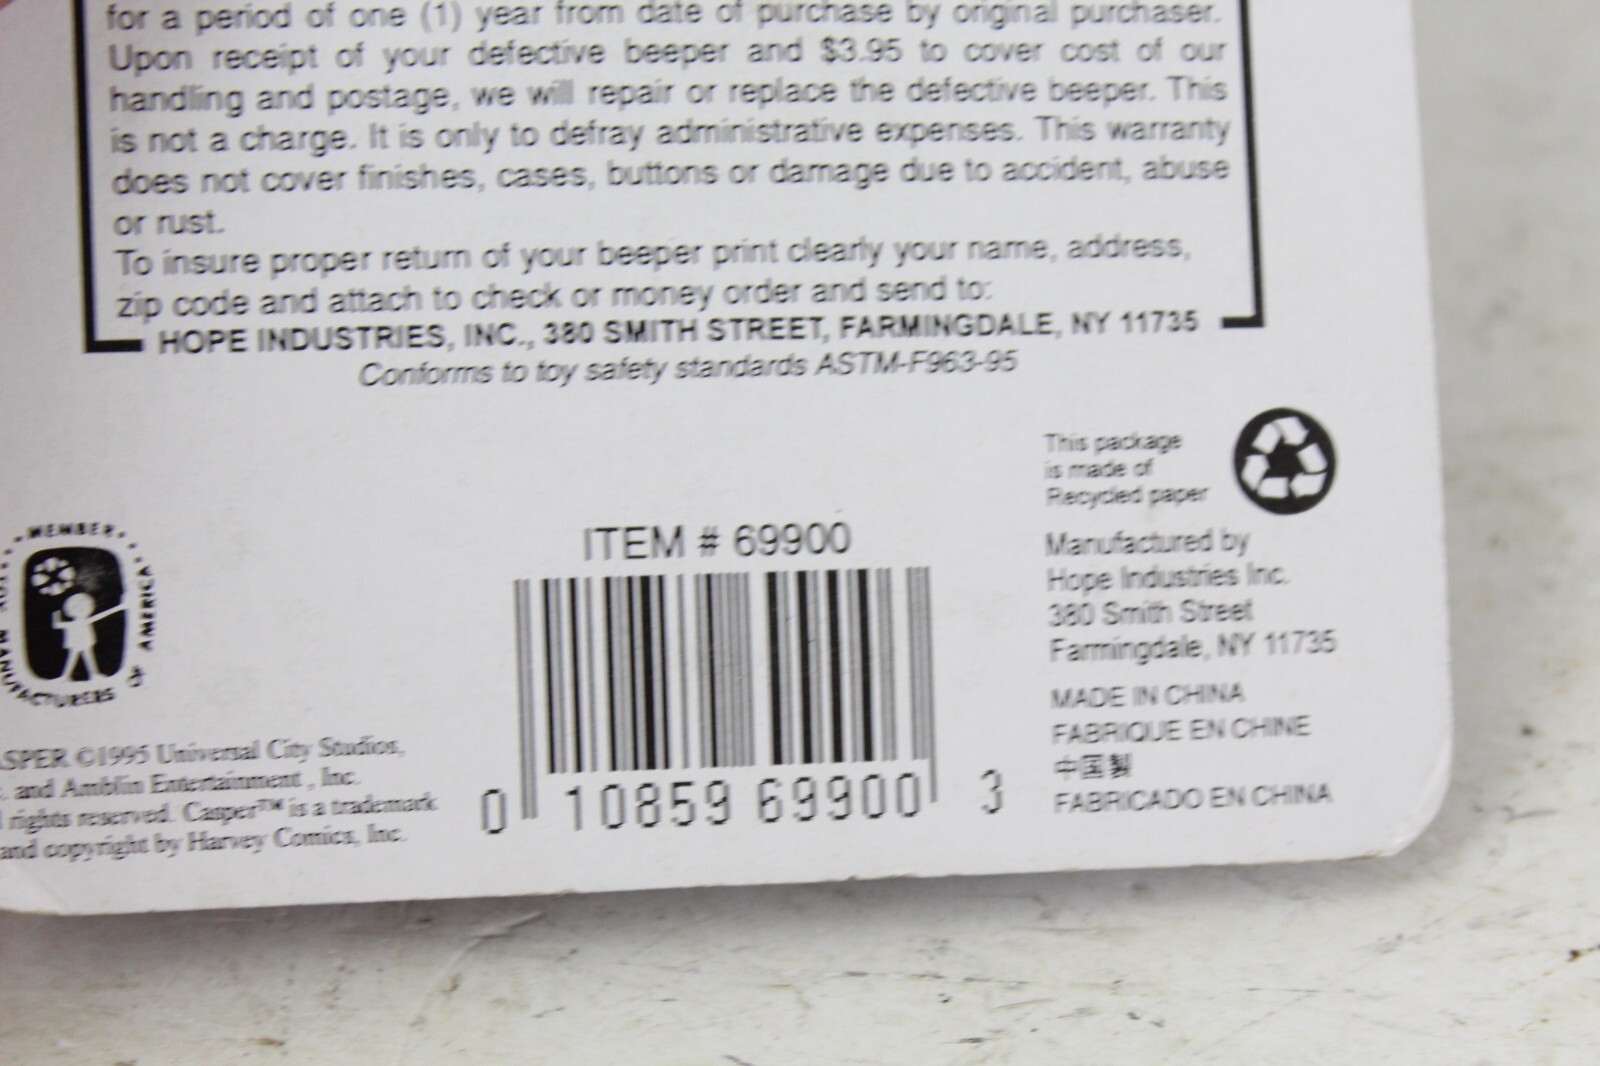 for a period of one (1) year from date of purchase by original purchaser.
Upon receipt of your defective beeper and $3.95 to cover cost of our
handling and postage, we will repair or replace the defective beeper. This
is not a charge. It is only to defray administrative expenses. This warranty
does not cover finishes, cases, buttons or damage due to accident, abuse
or rust.
To insure proper return of your beeper print clearly your name, address,
zip code and attach to check or money order and send to:
HOPE INDUSTRIES, INC., 380 SMITH STREET, FARMINGDALE, NY 11735
Conforms to toy safety standards ASTM-F963-95
This package
is made of
Recycled paper
MEMBER
MANUFACTURERS
OF AMERICA
ITEM # 69900
0 10859 69900 3
Manufactured by
Hope Industries Inc.
380 Smith Street
Farmingdale, NY 11735
MADE IN CHINA
FABRIQUE EN CHINE
中国製
FABRICADO EN CHINA
ASPER ©1995 Universal City Studios,
. and Amblin Entertainment , Inc.
rights reserved. Casper™ is a trademark
and copyright by Harvey Comics, Inc.